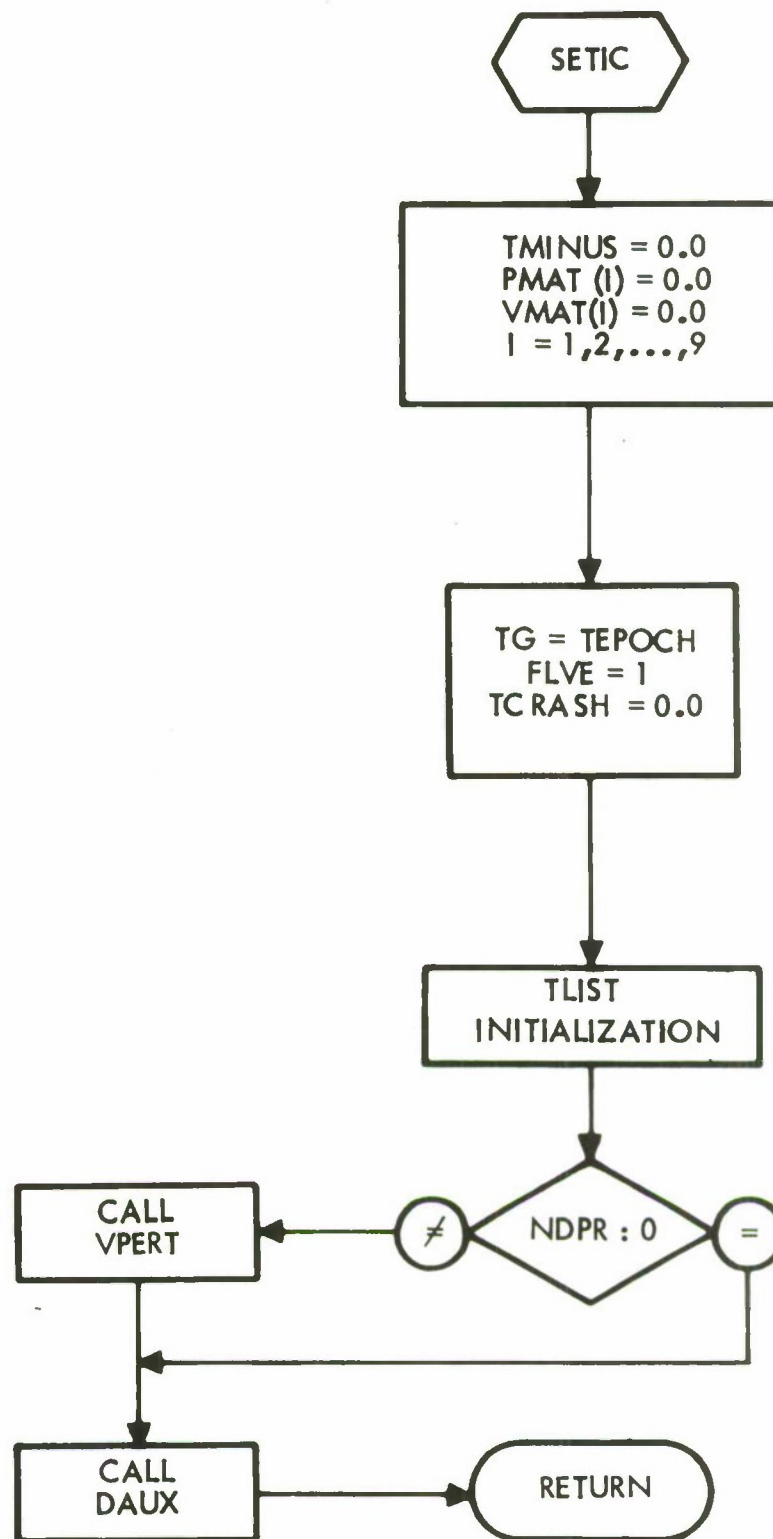 SETIC
TMINUS = 0.0
PMAT (I) = 0.0
VMAT(I) = 0.0
I = 1,2,...,9
TG = TEPOCH
FLVE = 1
TCRASH = 0.0
TLIST
INITIALIZATION
CALL
VPERT
≠
NDPR : 0
=
CALL
DAUX
RETURN